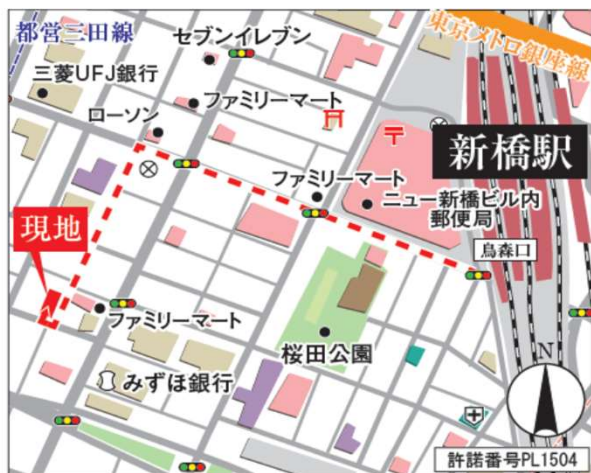 都営三田線
セブンイレブン
東京メトロ銀座線
三菱UFJ銀行
ファミリーマート
ローソン
新橋駅
ファミリーマート
ニュー新橋ビル内
郵便局
現地
烏森口
ファミリーマート
桜田公園
みずほ銀行
N
許諾番号PL1504